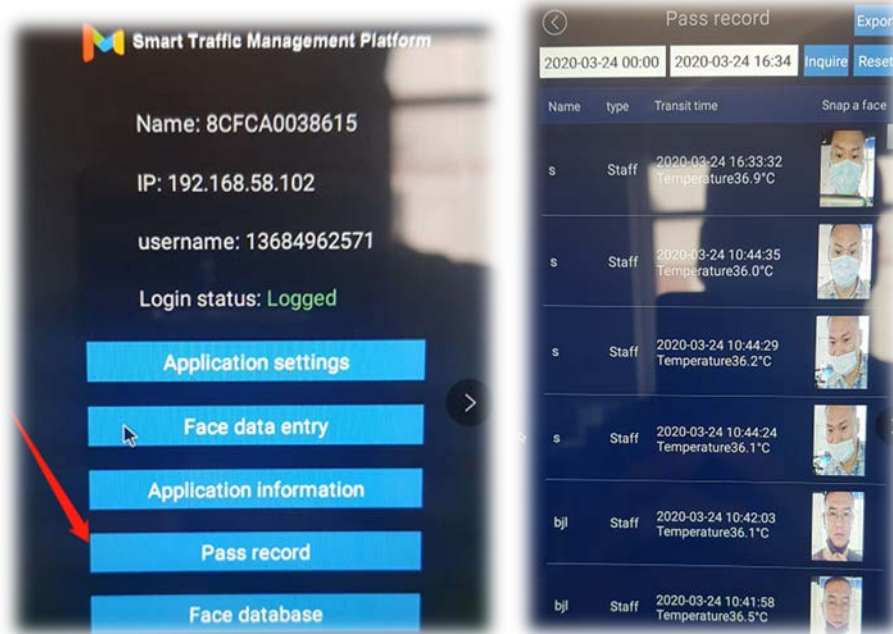 Smart Traffic Management Platform
Name: 8CFCA0038615
IP: 192.168.58.102
username: 13684962571
Login status: Logged
Application settings
Face data entry
Application information
Pass record
Face database
Pass record
Expor
2020-03-24 00:00 2020-03-24 16:34 Inquire Reset
Name type Transit time Snap a face
s Staff 2020-03-24 16:33:32
Temperature36.9°C
s Staff 2020-03-24 10:44:35
Temperature36.0°C
s Staff 2020-03-24 10:44:29
Temperature36.2°C
s Staff 2020-03-24 10:44:24
Temperature36.1°C
bjl Staff 2020-03-24 10:42:03
Temperature36.1°C
bjl Staff 2020-03-24 10:41:58
Temperature36.5°C